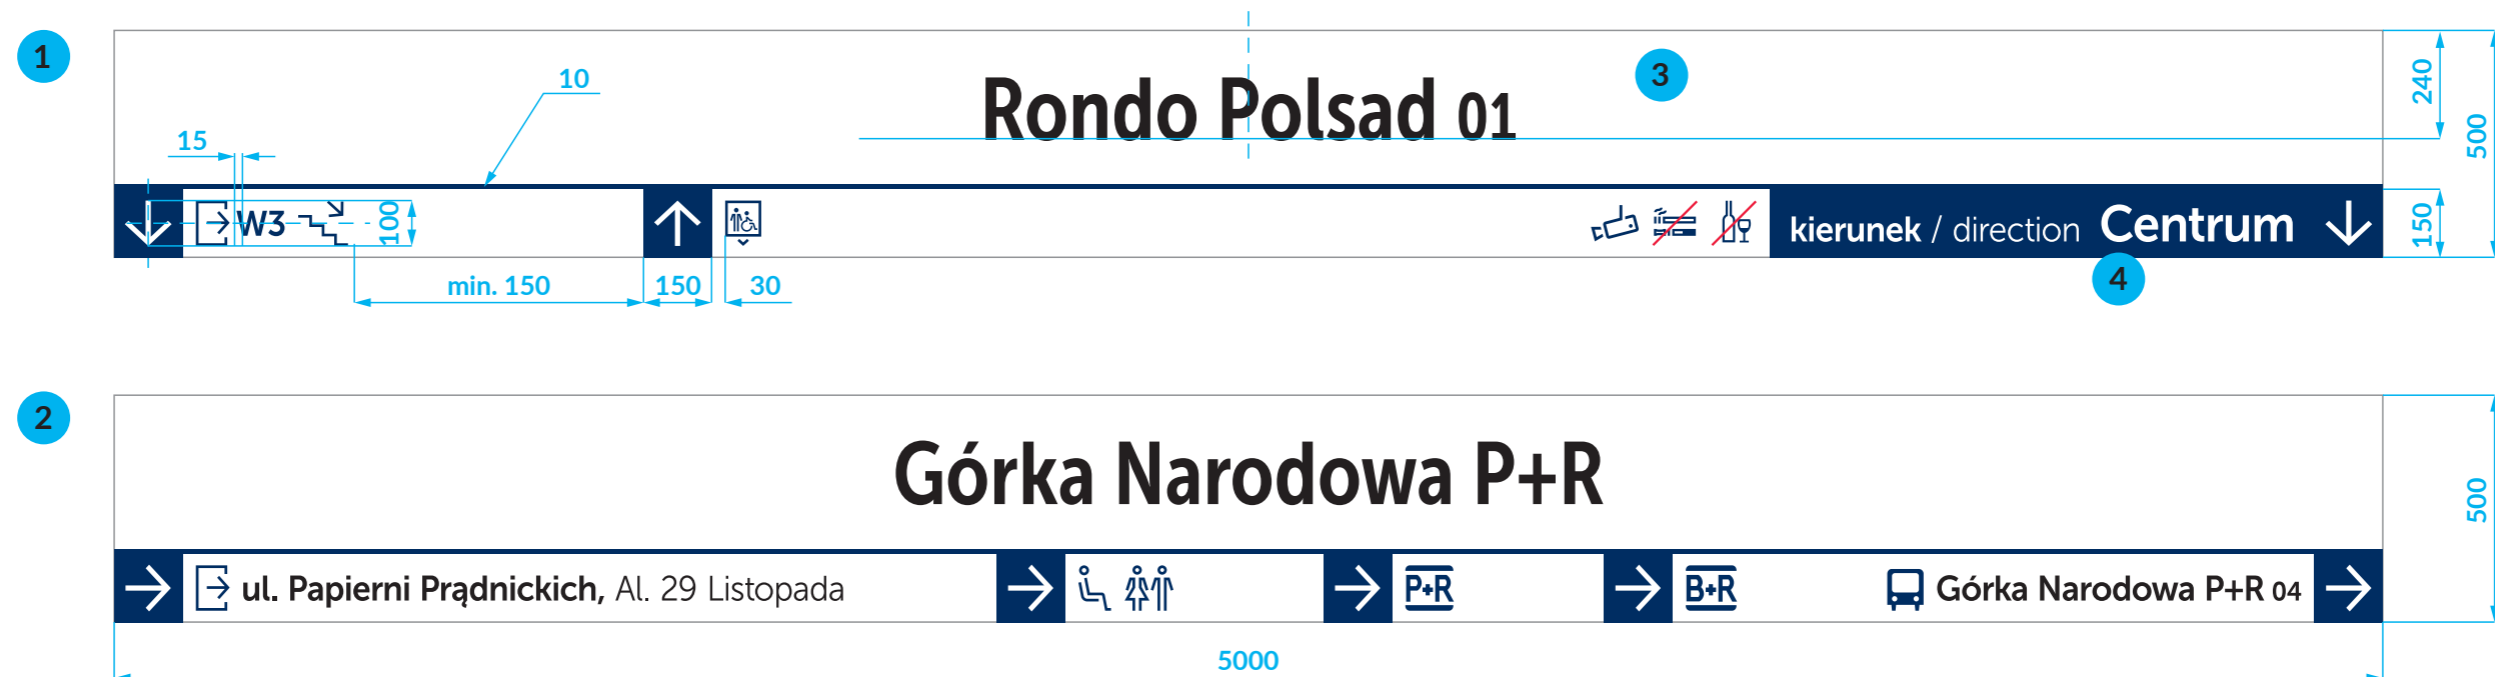 1
10
Rondo Polsad 01
3
240
500
15
W3
100
kierunek / direction Centrum
150
min. 150
150
30
4
2
Górka Narodowa P+R
500
ul. Papierni Prądnickich, Al. 29 Listopada
P+R
B+R
Górka Narodowa P+R 04
5000